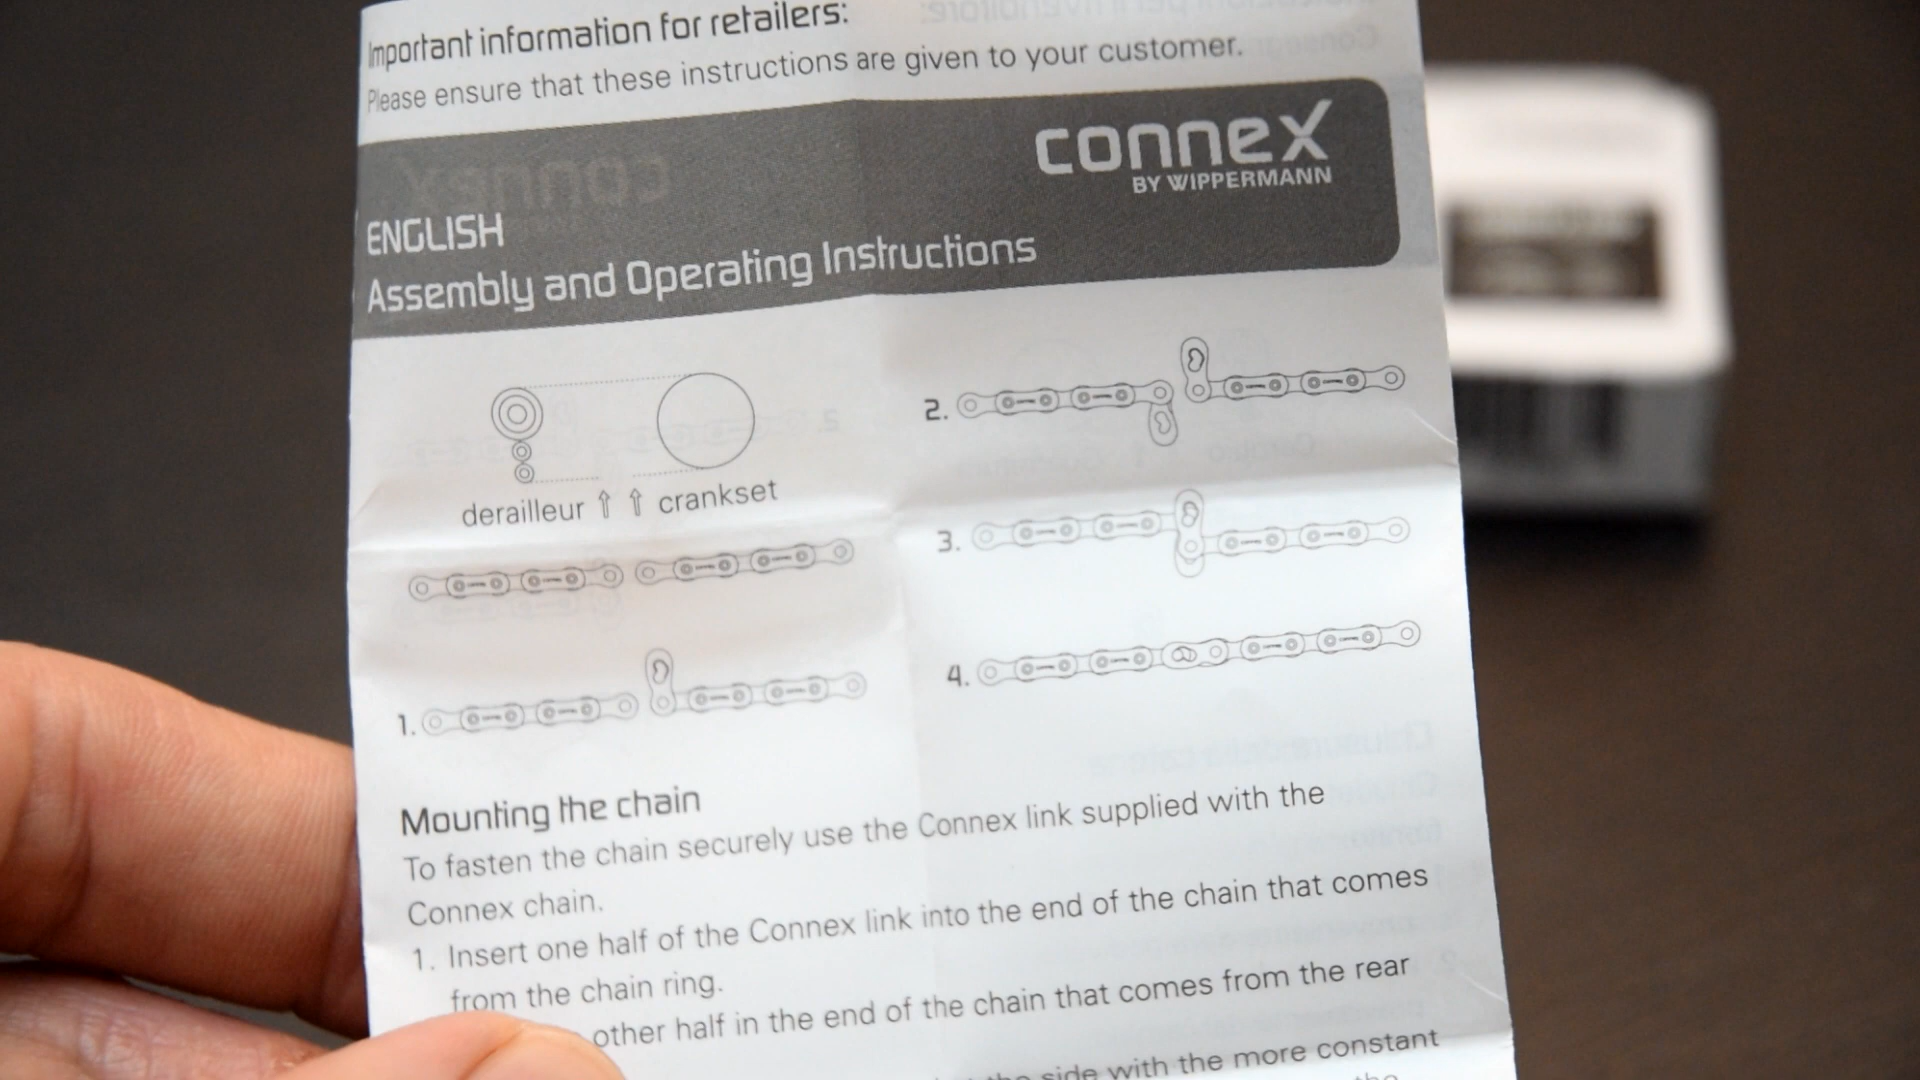 Important information for retailers:
Please ensure that these instructions are given to your customer.
connex
BY WIPPERMANN
ENGLISH
Assembly and Operating Instructions
derailleur ⇧ ⇧ crankset
1.
2.
3.
4.
Mounting the chain
To fasten the chain securely use the Connex link supplied with the
Connex chain.
1. Insert one half of the Connex link into the end of the chain that comes
from the chain ring.
other half in the end of the chain that comes from the rear
side with the more constant